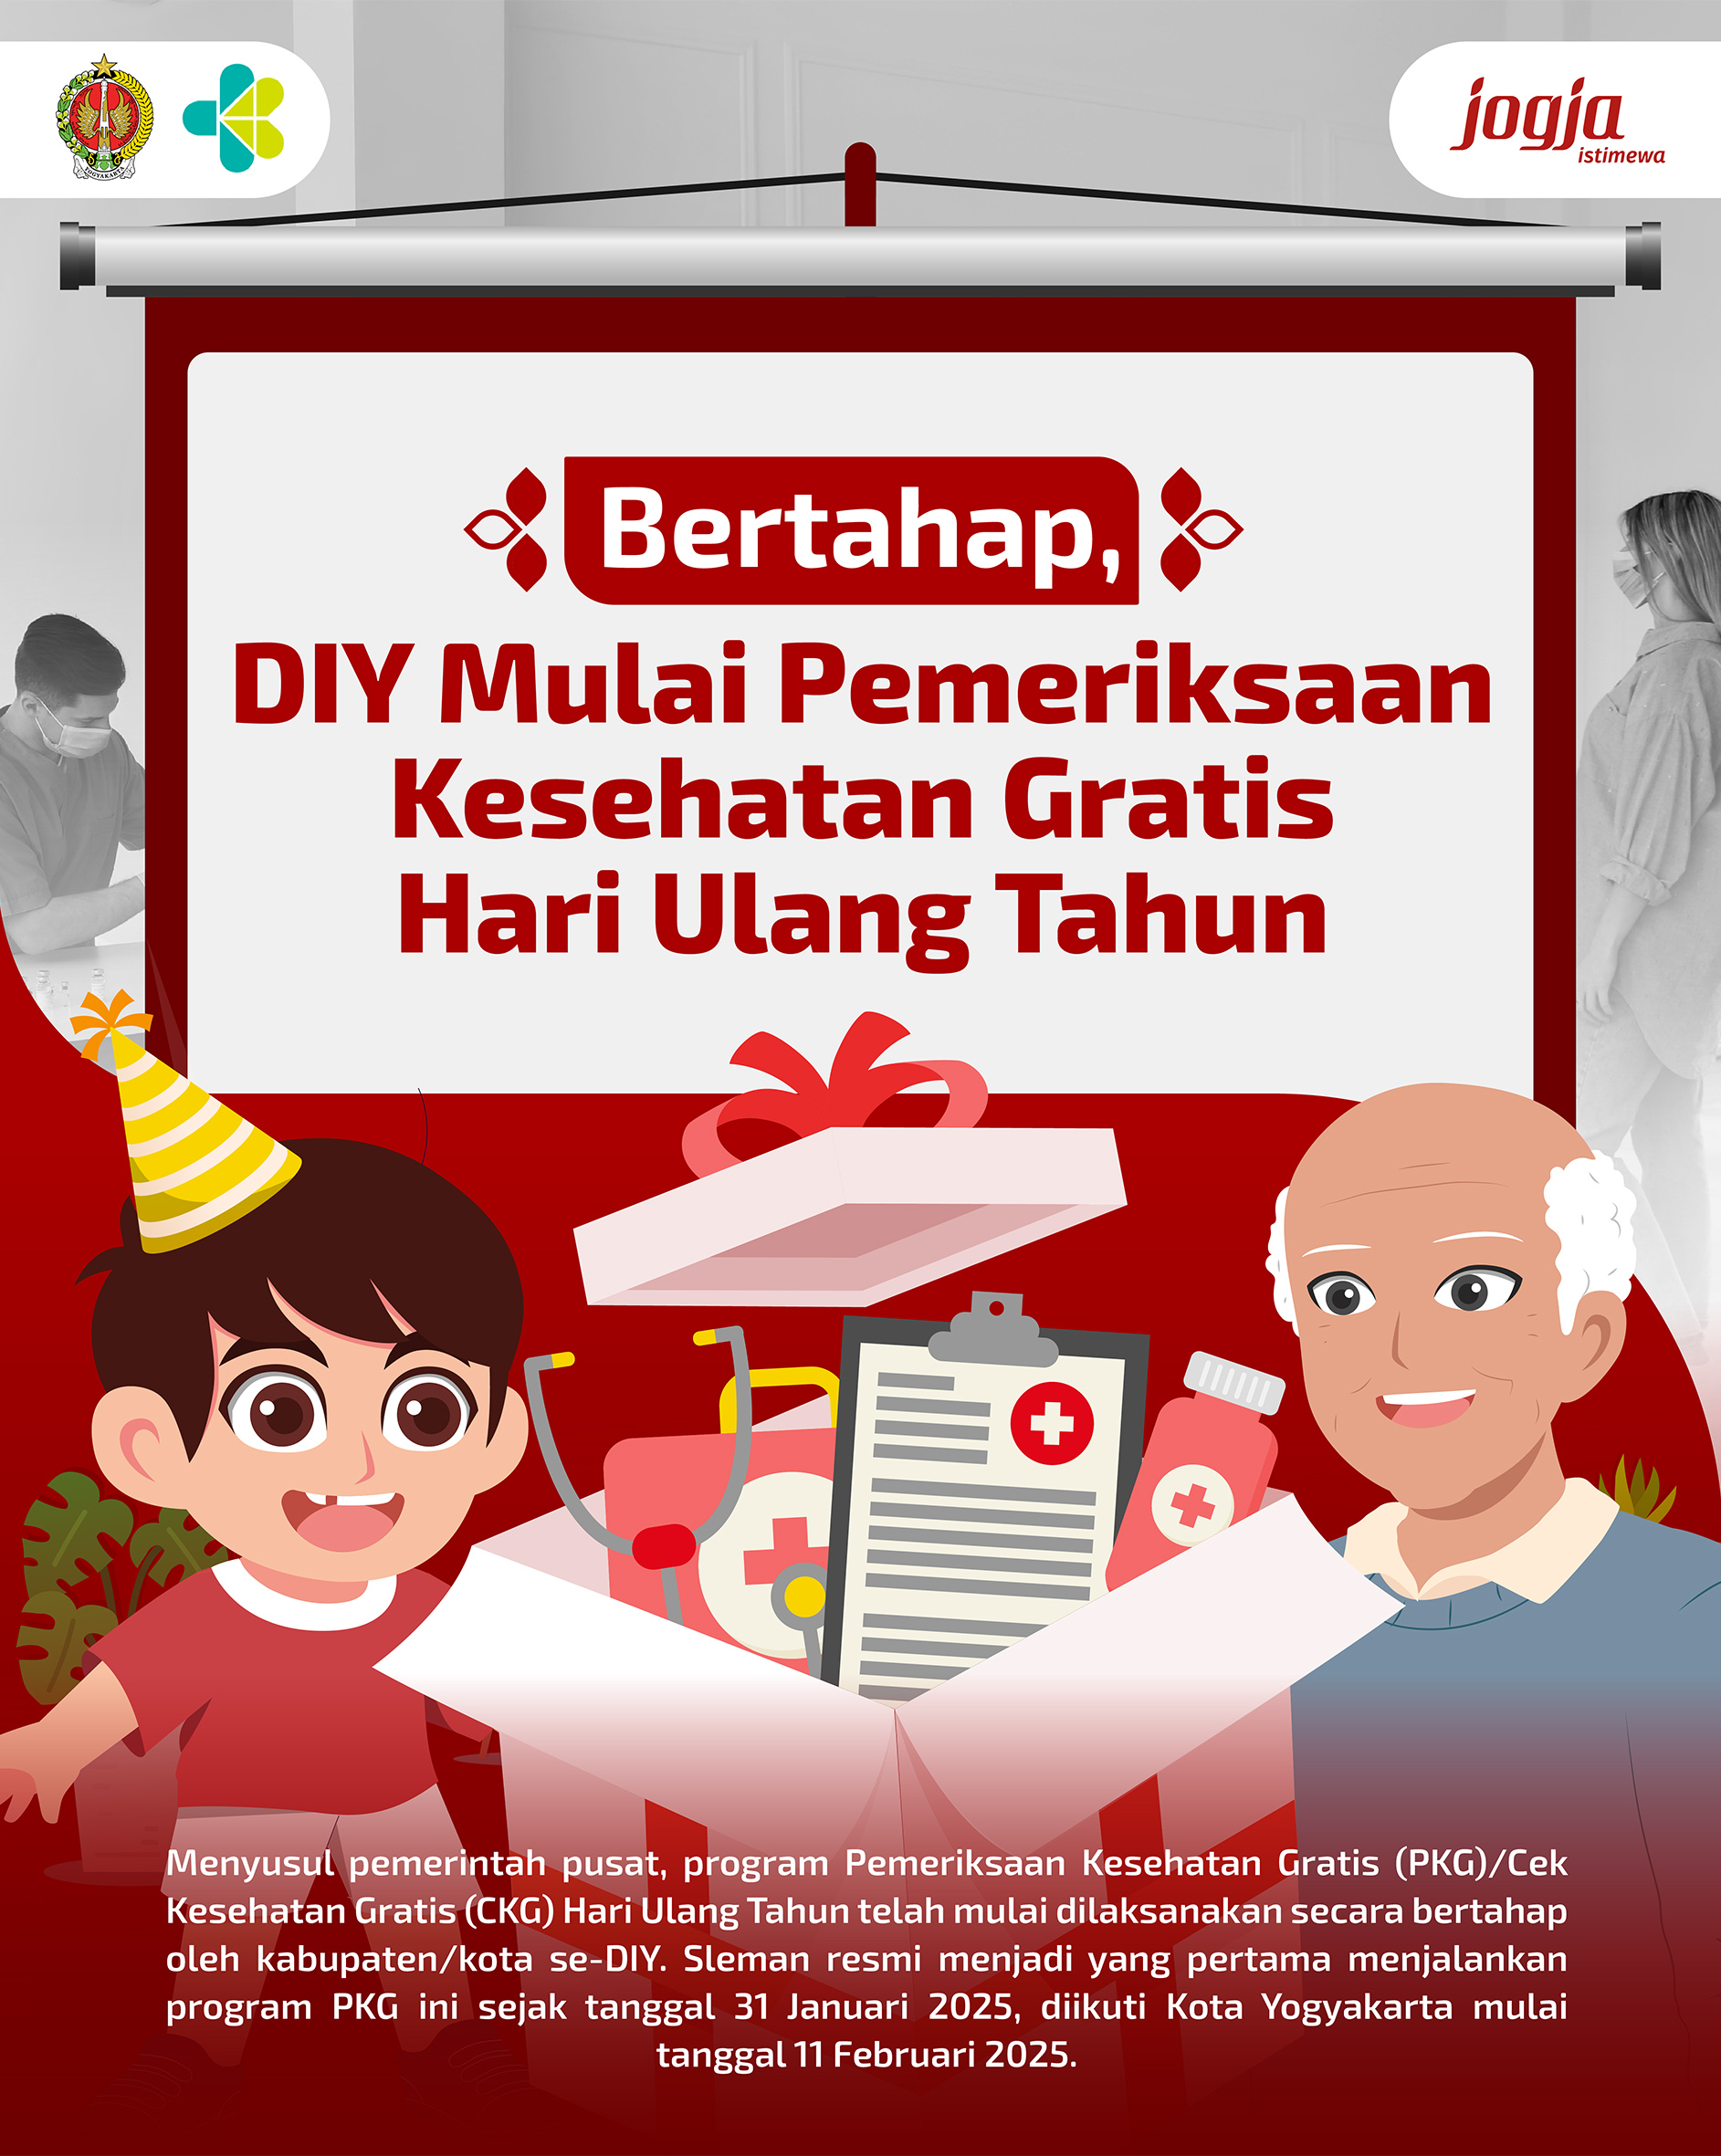 YOGYAKARTA
jogja
istimewa
Bertahap,
DIY Mulai Pemeriksaan
Kesehatan Gratis
Hari Ulang Tahun
Menyusul pemerintah pusat, program Pemeriksaan Kesehatan Gratis (PKG)/Cek
Kesehatan Gratis (CKG) Hari Ulang Tahun telah mulai dilaksanakan secara bertahap
oleh kabupaten/kota se-DIY. Sleman resmi menjadi yang pertama menjalankan
program PKG ini sejak tanggal 31 Januari 2025, diikuti Kota Yogyakarta mulai
tanggal 11 Februari 2025.